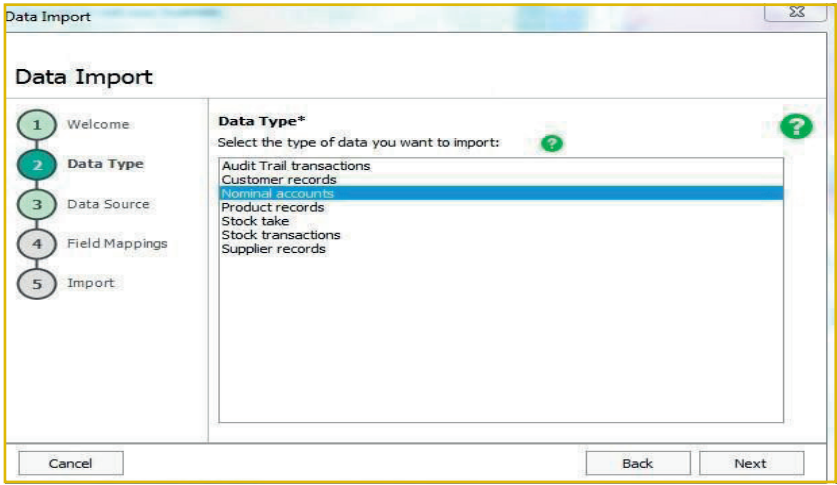 Data Import
Data Import
1 Welcome
2 Data Type
3 Data Source
4 Field Mappings
5 Import
Data Type*
Select the type of data you want to import: ?
?
Audit Trail transactions
Customer records
Nominal accounts
Product records
Stock take
Stock transactions
Supplier records
Cancel
Back
Next